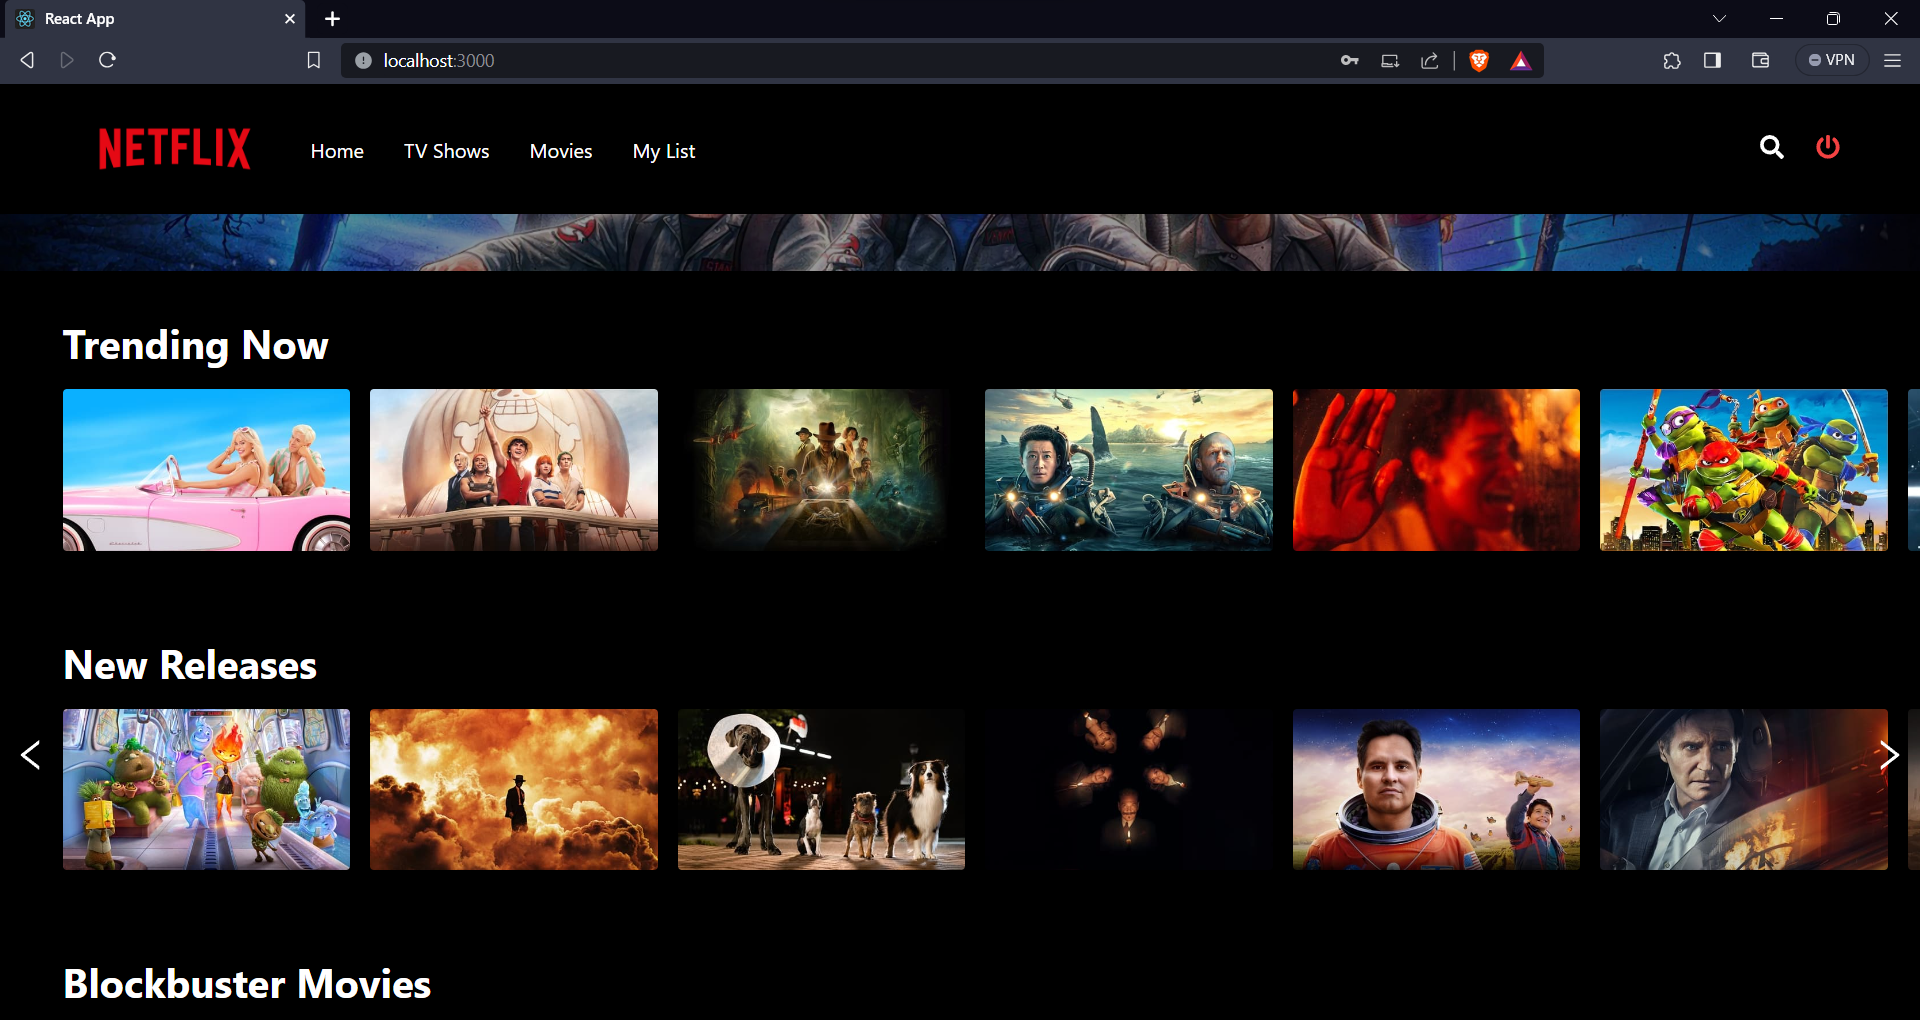 React App
localhost:3000
VPN
NETFLIX
Home TV Shows Movies My List
Trending Now
New Releases
Blockbuster Movies